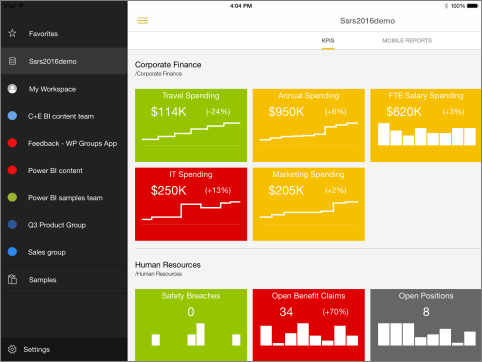 iPad
4:04 PM
100%
Ssrs2016demo
KPIS
MOBILE REPORTS
Favorites
Ssrs2016demo
My Workspace
C+E BI content team
Feedback - WP Groups App
Power BI content
Power BI samples team
Q3 Product Group
Sales group
Samples
Settings
Corporate Finance
/Corporate Finance
Travel Spending
$114K (-24%)
Annual Spending
$950K (+6%)
FTE Salary Spending
$620K (+3%)
IT Spending
$250K (+13%)
Marketing Spending
$205K (+2%)
Human Resources
/Human Resources
Safety Breaches
0
Open Benefit Claims
34 (+70%)
Open Positions
8